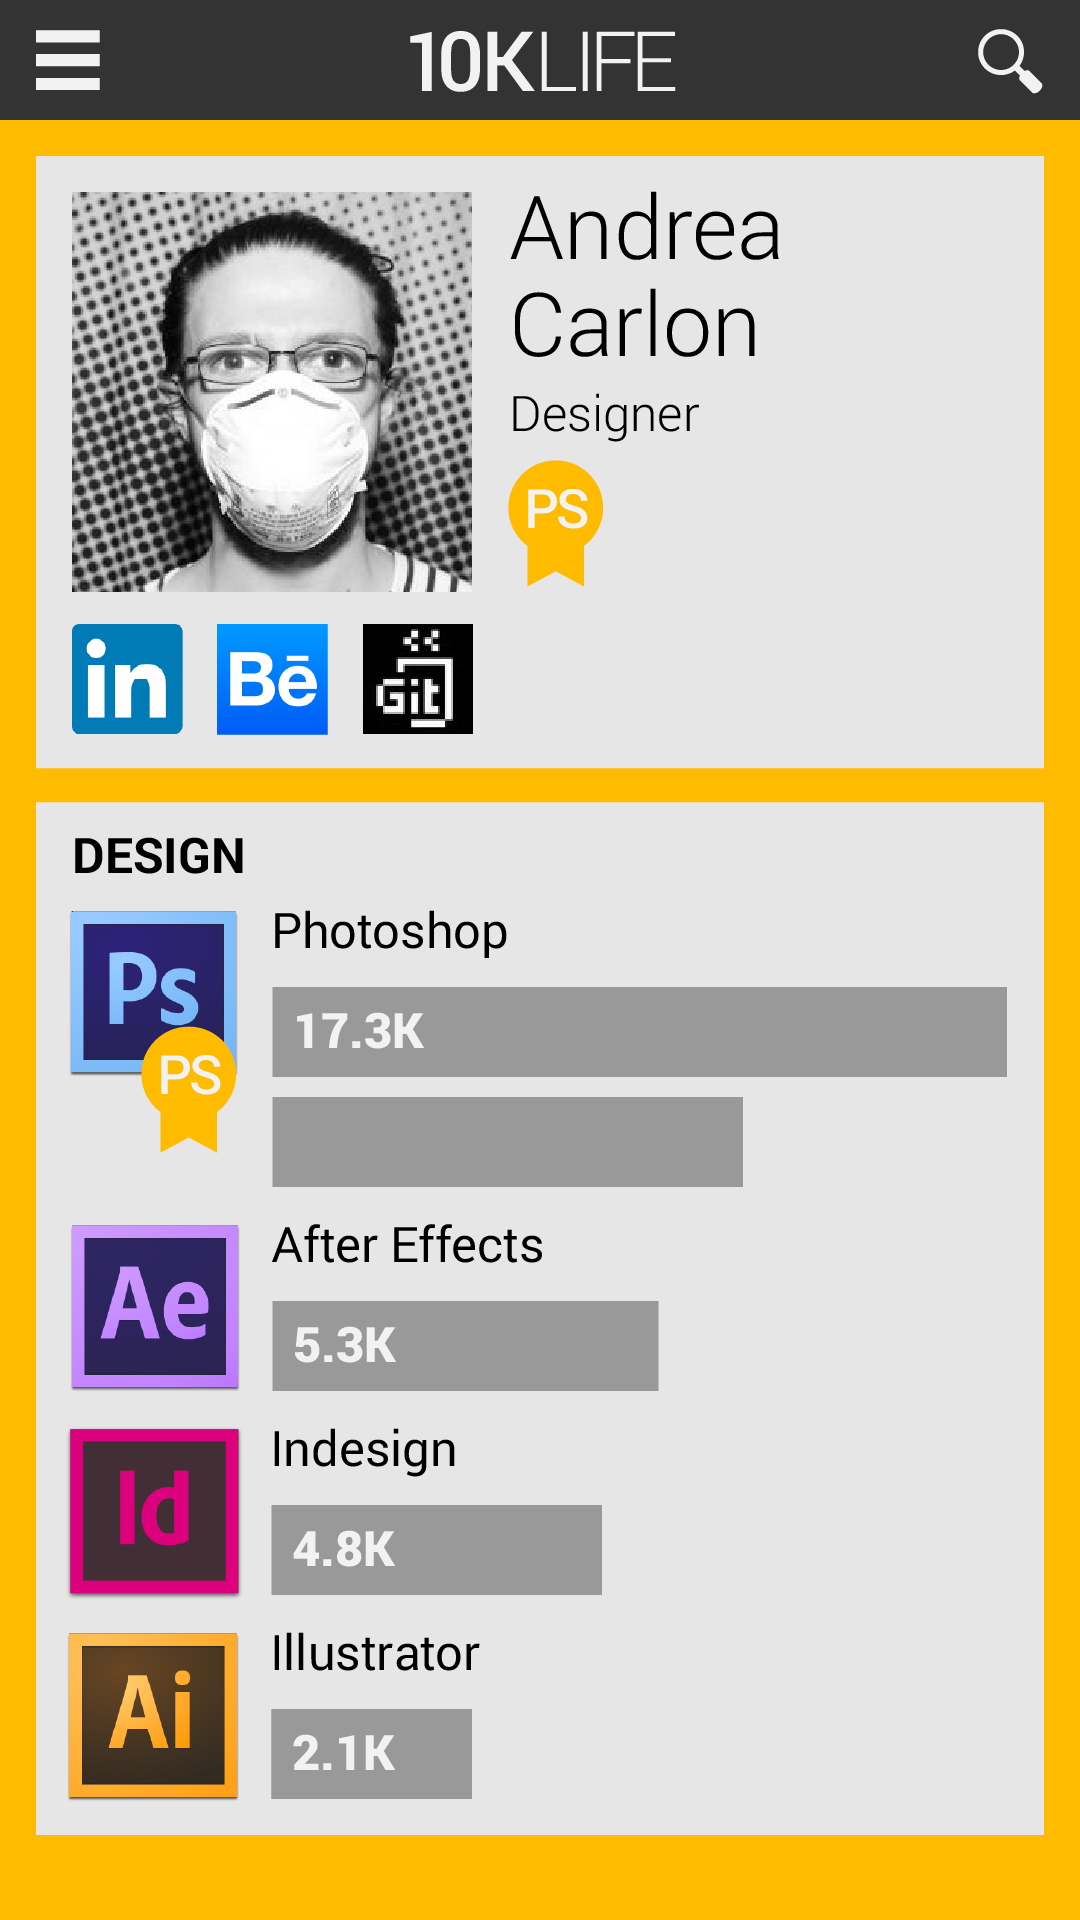 10KLIFE
Andrea
Carlon
Designer
PS
in
Bē
Git
DESIGN
Ps
PS
Photoshop
17.3K
Ae
After Effects
5.3K
Id
Indesign
4.8K
Ai
Illustrator
2.1K